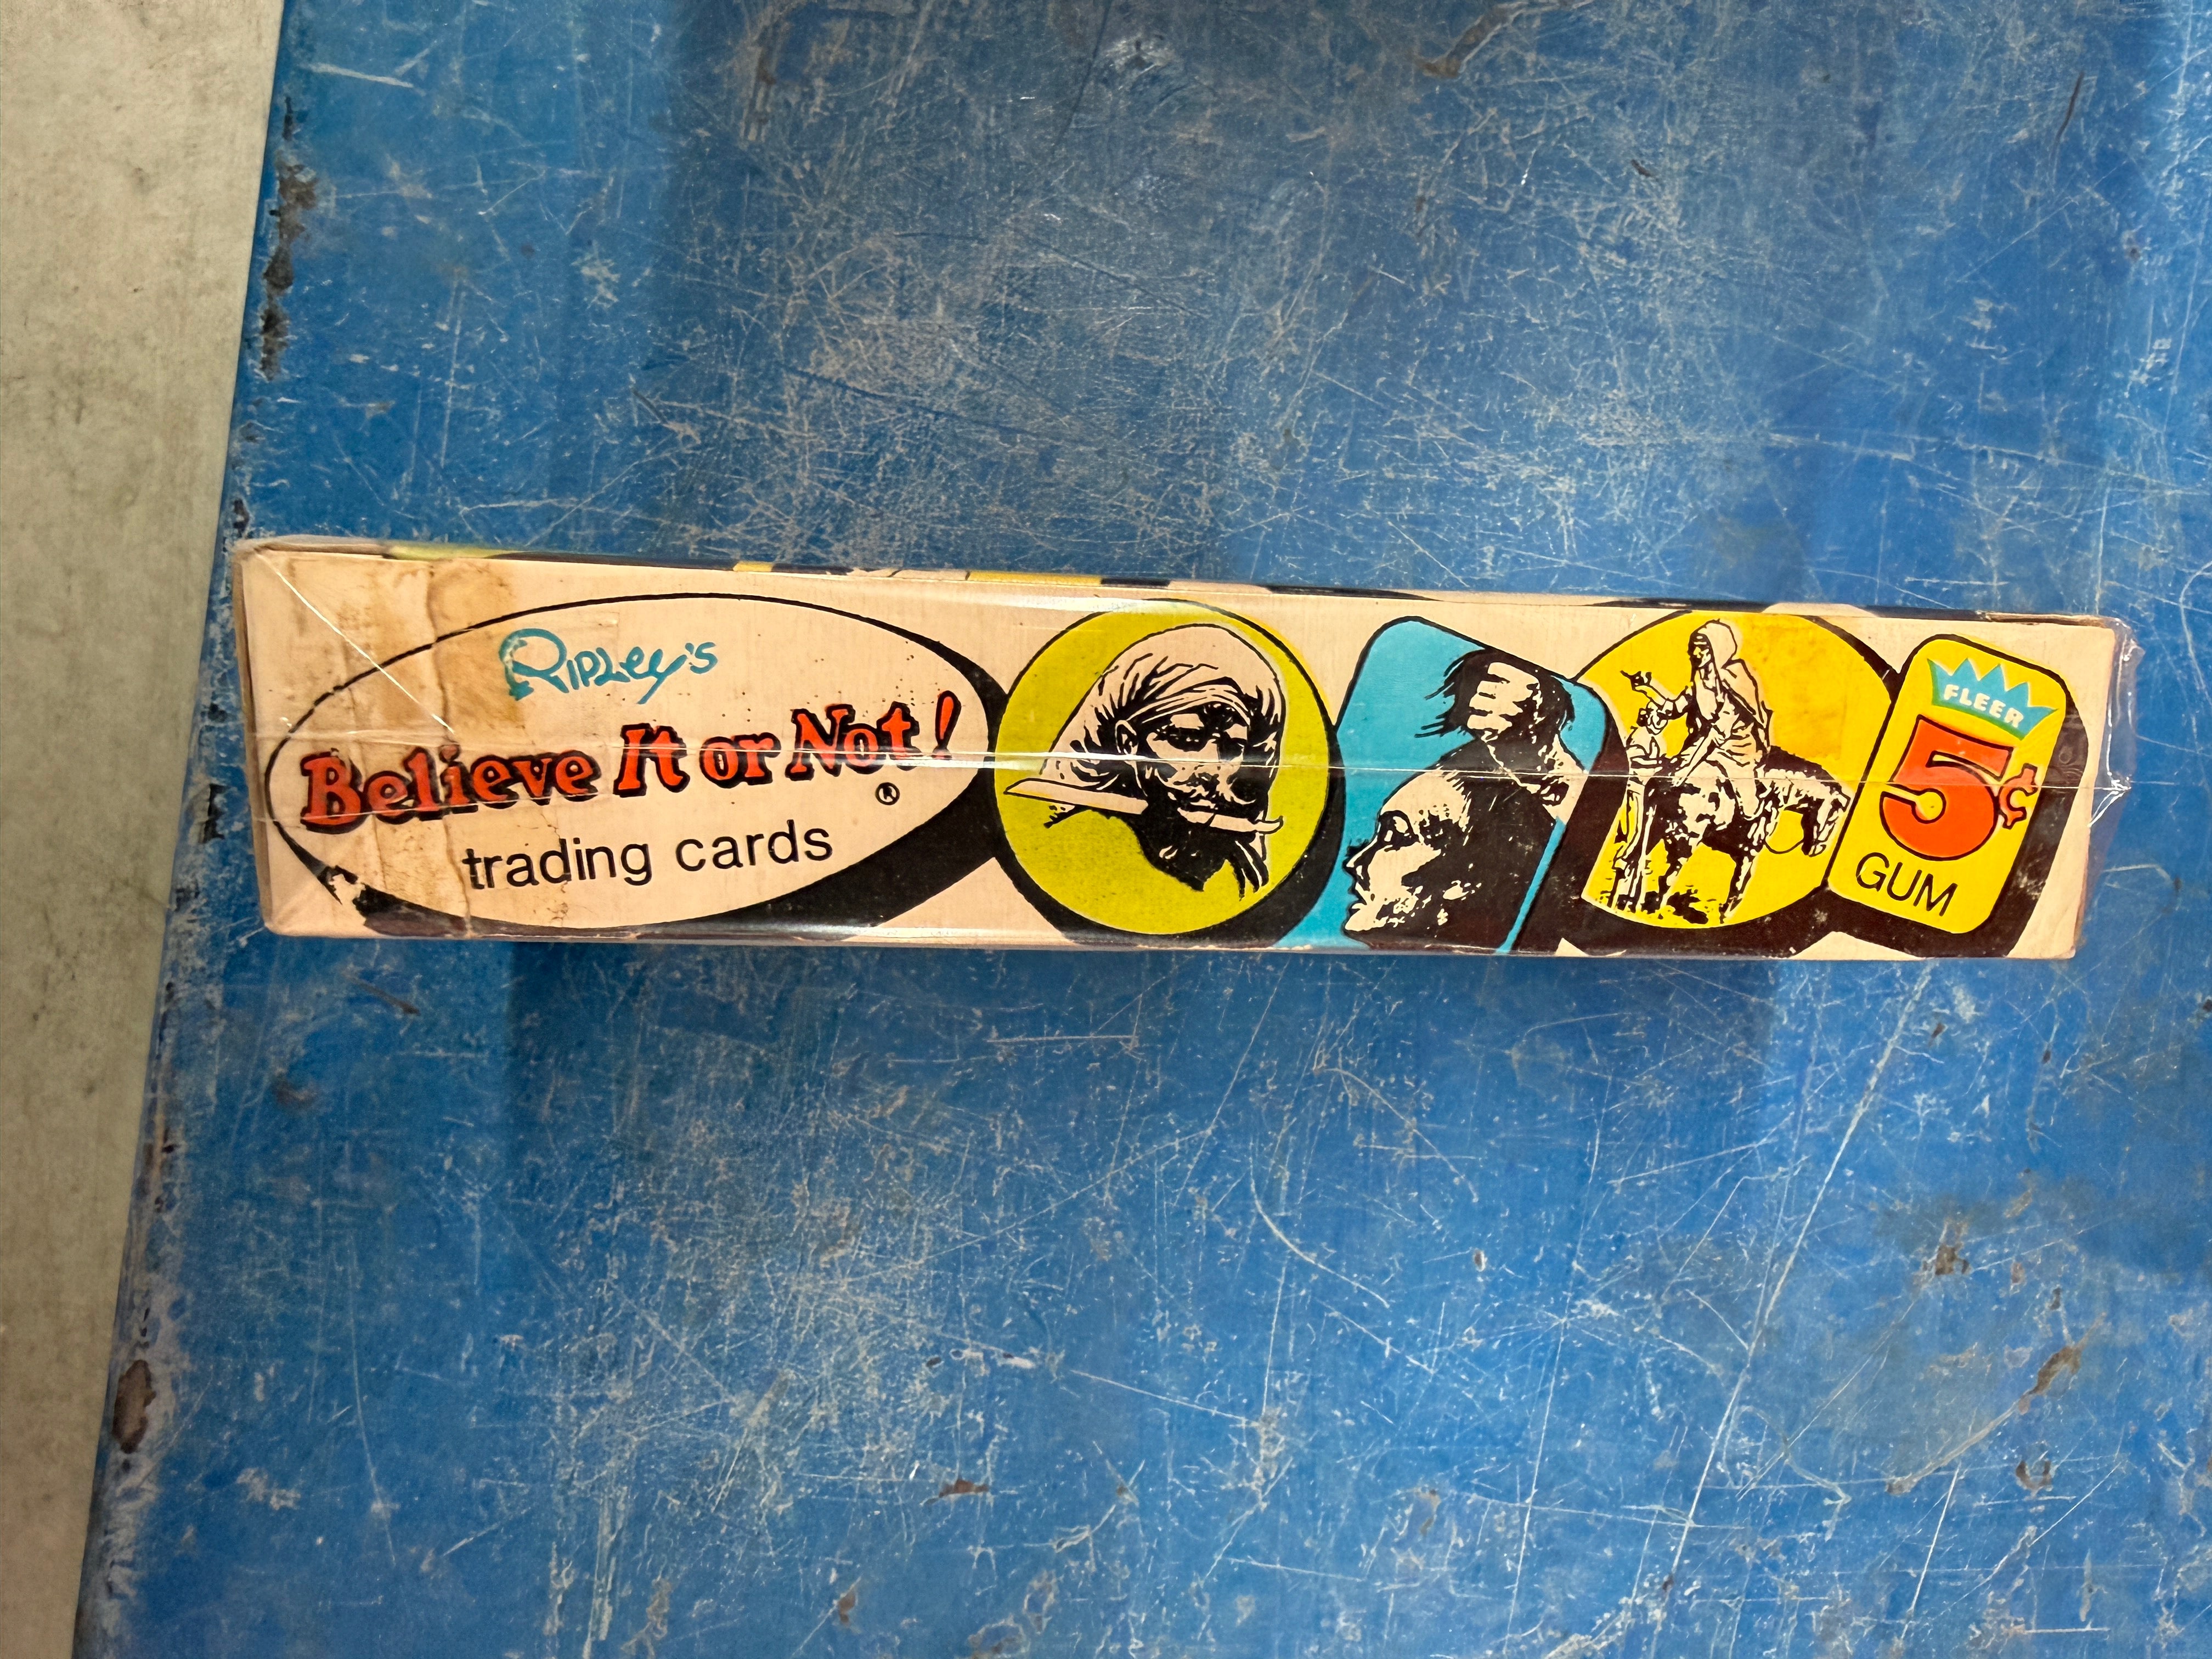 Ripley's
Believe It or Not!
®
trading cards
FLEER
5¢
GUM